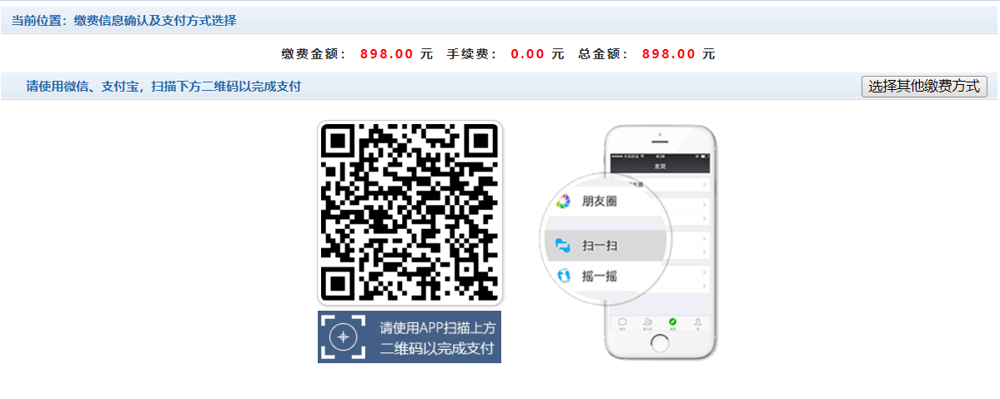 当前位置：缴费信息确认及支付方式选择
缴费金额： 898.00 元 手续费： 0.00 元 总金额： 898.00 元
请使用微信、支付宝，扫描下方二维码以完成支付
选择其他缴费方式
发现
朋友圈
扫一扫
摇一摇
请使用APP扫描上方
二维码以完成支付